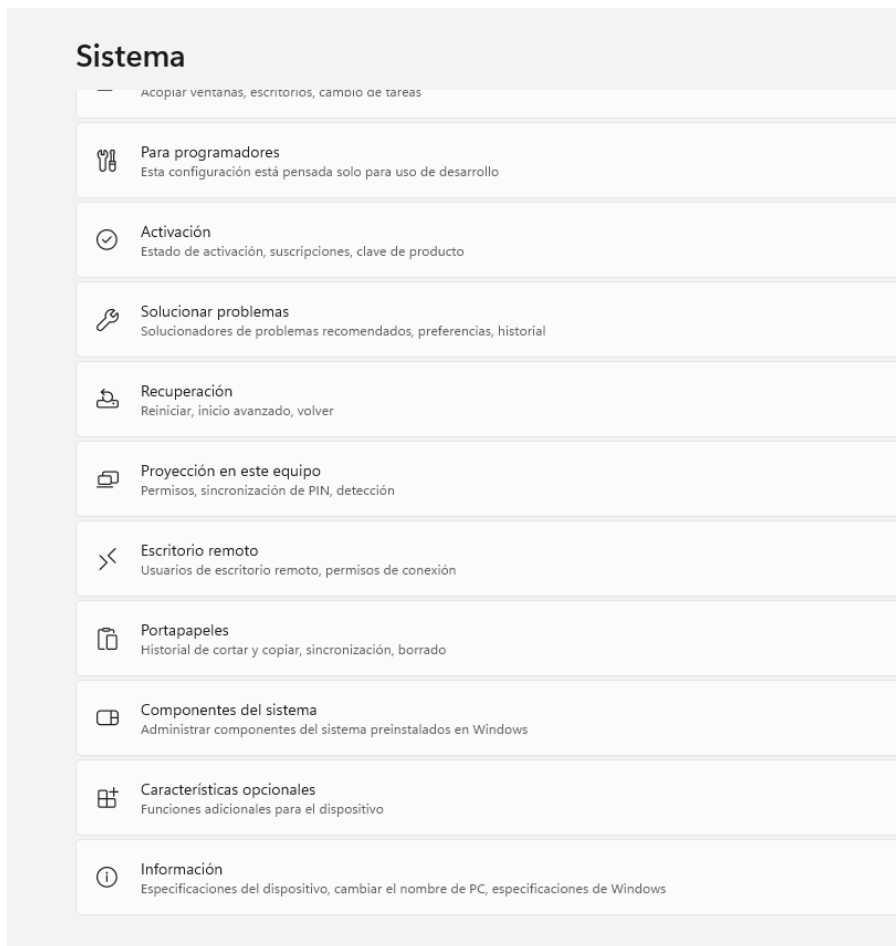 Sistema
Acoplar ventanas, escritorios, cambio de tareas
Para programadores
Esta configuración está pensada solo para uso de desarrollo
Activación
Estado de activación, suscripciones, clave de producto
Solucionar problemas
Solucionadores de problemas recomendados, preferencias, historial
Recuperación
Reiniciar, inicio avanzado, volver
Proyección en este equipo
Permisos, sincronización de PIN, detección
Escritorio remoto
Usuarios de escritorio remoto, permisos de conexión
Portapapeles
Historial de cortar y copiar, sincronización, borrado
Componentes del sistema
Administrar componentes del sistema preinstalados en Windows
Características opcionales
Funciones adicionales para el dispositivo
Información
Especificaciones del dispositivo, cambiar el nombre de PC, especificaciones de Windows